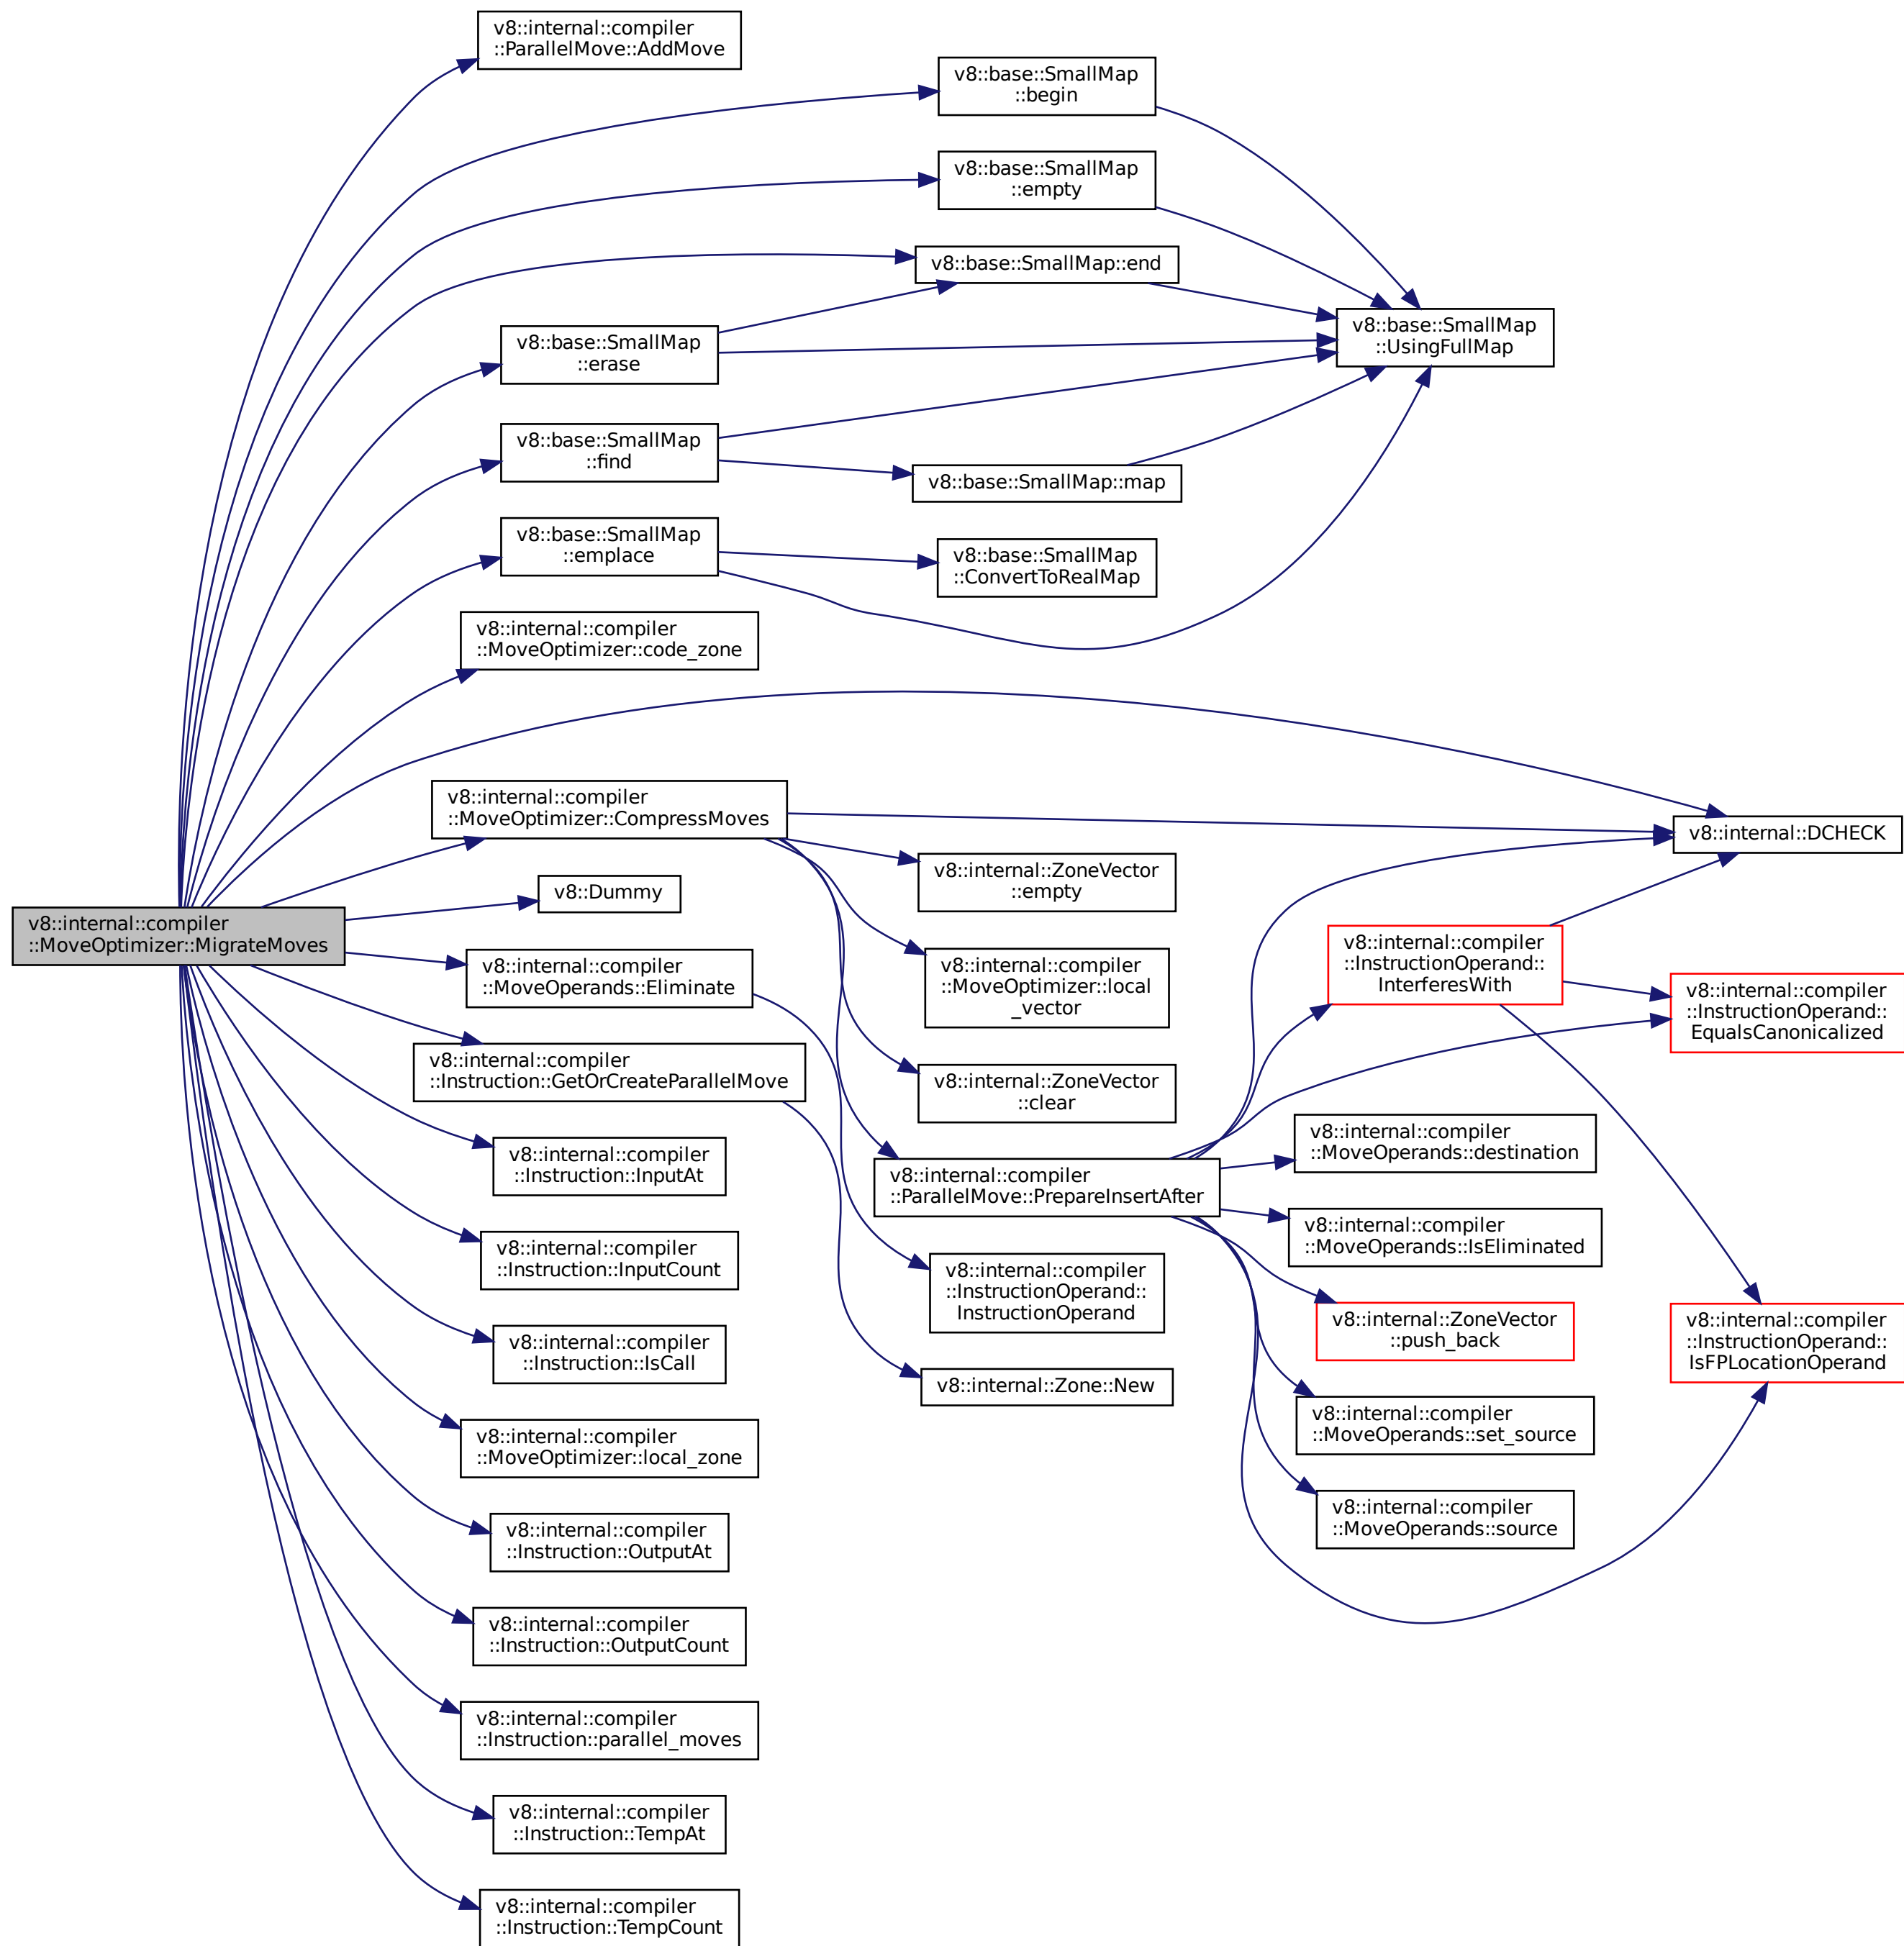 v8::internal::compiler
::ParallelMove::AddMove
v8::base::SmallMap
::begin
v8::base::SmallMap
::empty
v8::base::SmallMap::end
v8::base::SmallMap
::UsingFullMap
v8::base::SmallMap
::erase
v8::base::SmallMap
::find
v8::base::SmallMap::map
v8::base::SmallMap
::emplace
v8::base::SmallMap
::ConvertToRealMap
v8::internal::compiler
::MoveOptimizer::code_zone
v8::internal::compiler
::MoveOptimizer::CompressMoves
v8::internal::DCHECK
v8::Dummy
v8::internal::ZoneVector
::empty
v8::internal::compiler
::MoveOptimizer::MigrateMoves
v8::internal::compiler
::MoveOperands::Eliminate
v8::internal::compiler
::MoveOptimizer::local
_vector
v8::internal::compiler
::InstructionOperand::
InterferesWith
v8::internal::compiler
::InstructionOperand::
EqualsCanonicalized
v8::internal::compiler
::Instruction::GetOrCreateParallelMove
v8::internal::ZoneVector
::clear
v8::internal::compiler
::Instruction::InputAt
v8::internal::compiler
::ParallelMove::PrepareInsertAfter
v8::internal::compiler
::MoveOperands::destination
v8::internal::compiler
::Instruction::InputCount
v8::internal::compiler
::InstructionOperand::
InstructionOperand
v8::internal::compiler
::MoveOperands::IsEliminated
v8::internal::compiler
::Instruction::IsCall
v8::internal::Zone::New
v8::internal::ZoneVector
::push_back
v8::internal::compiler
::InstructionOperand::
IsFPLocationOperand
v8::internal::compiler
::MoveOptimizer::local_zone
v8::internal::compiler
::MoveOperands::set_source
v8::internal::compiler
::Instruction::OutputAt
v8::internal::compiler
::MoveOperands::source
v8::internal::compiler
::Instruction::OutputCount
v8::internal::compiler
::Instruction::parallel_moves
v8::internal::compiler
::Instruction::TempAt
v8::internal::compiler
::Instruction::TempCount